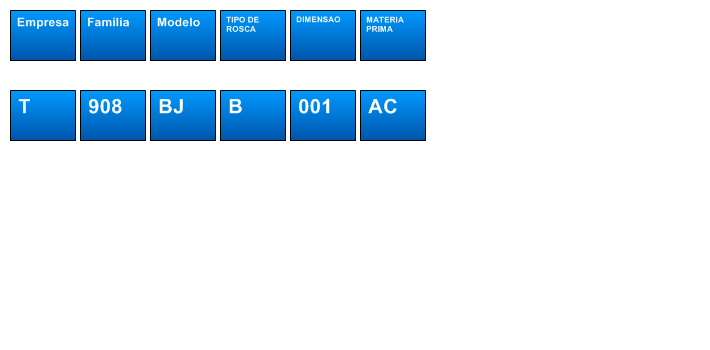 Empresa Familia Modelo TIPO DE ROSCA DIMENSAO MATERIA PRIMA
T 908 BJ B 001 AC